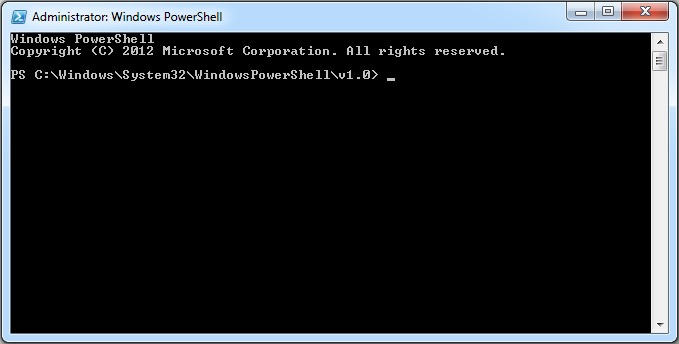 Administrator: Windows PowerShell
Windows PowerShell
Copyright (C) 2012 Microsoft Corporation. All rights reserved.
PS C:\Windows\System32\WindowsPowerShell\v1.0> _